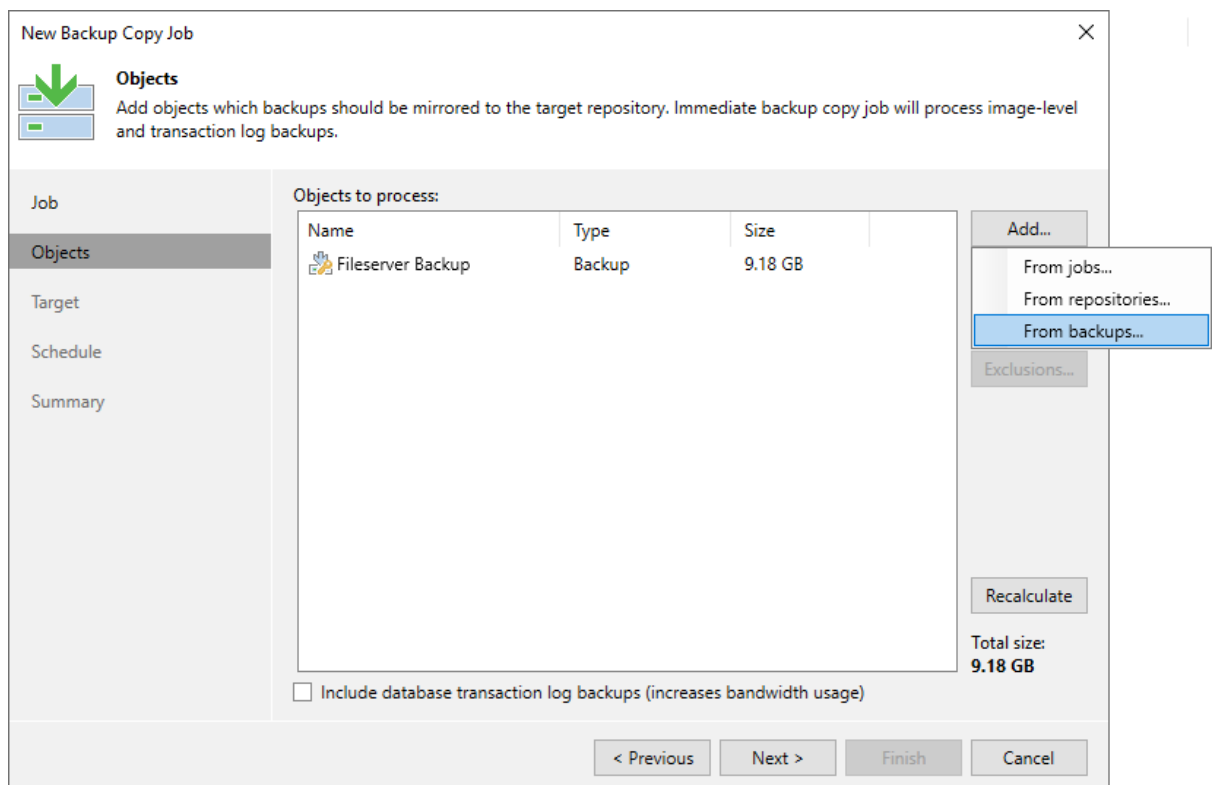 New Backup Copy Job
Objects
Add objects which backups should be mirrored to the target repository. Immediate backup copy job will process image-level
and transaction log backups.
Job
Objects
Target
Schedule
Summary
Objects to process:
Name Type Size
Fileserver Backup Backup 9.18 GB
Add...
From jobs...
From repositories...
From backups...
Exclusions...
Recalculate
Total size:
9.18 GB
Include database transaction log backups (increases bandwidth usage)
< Previous Next > Finish Cancel